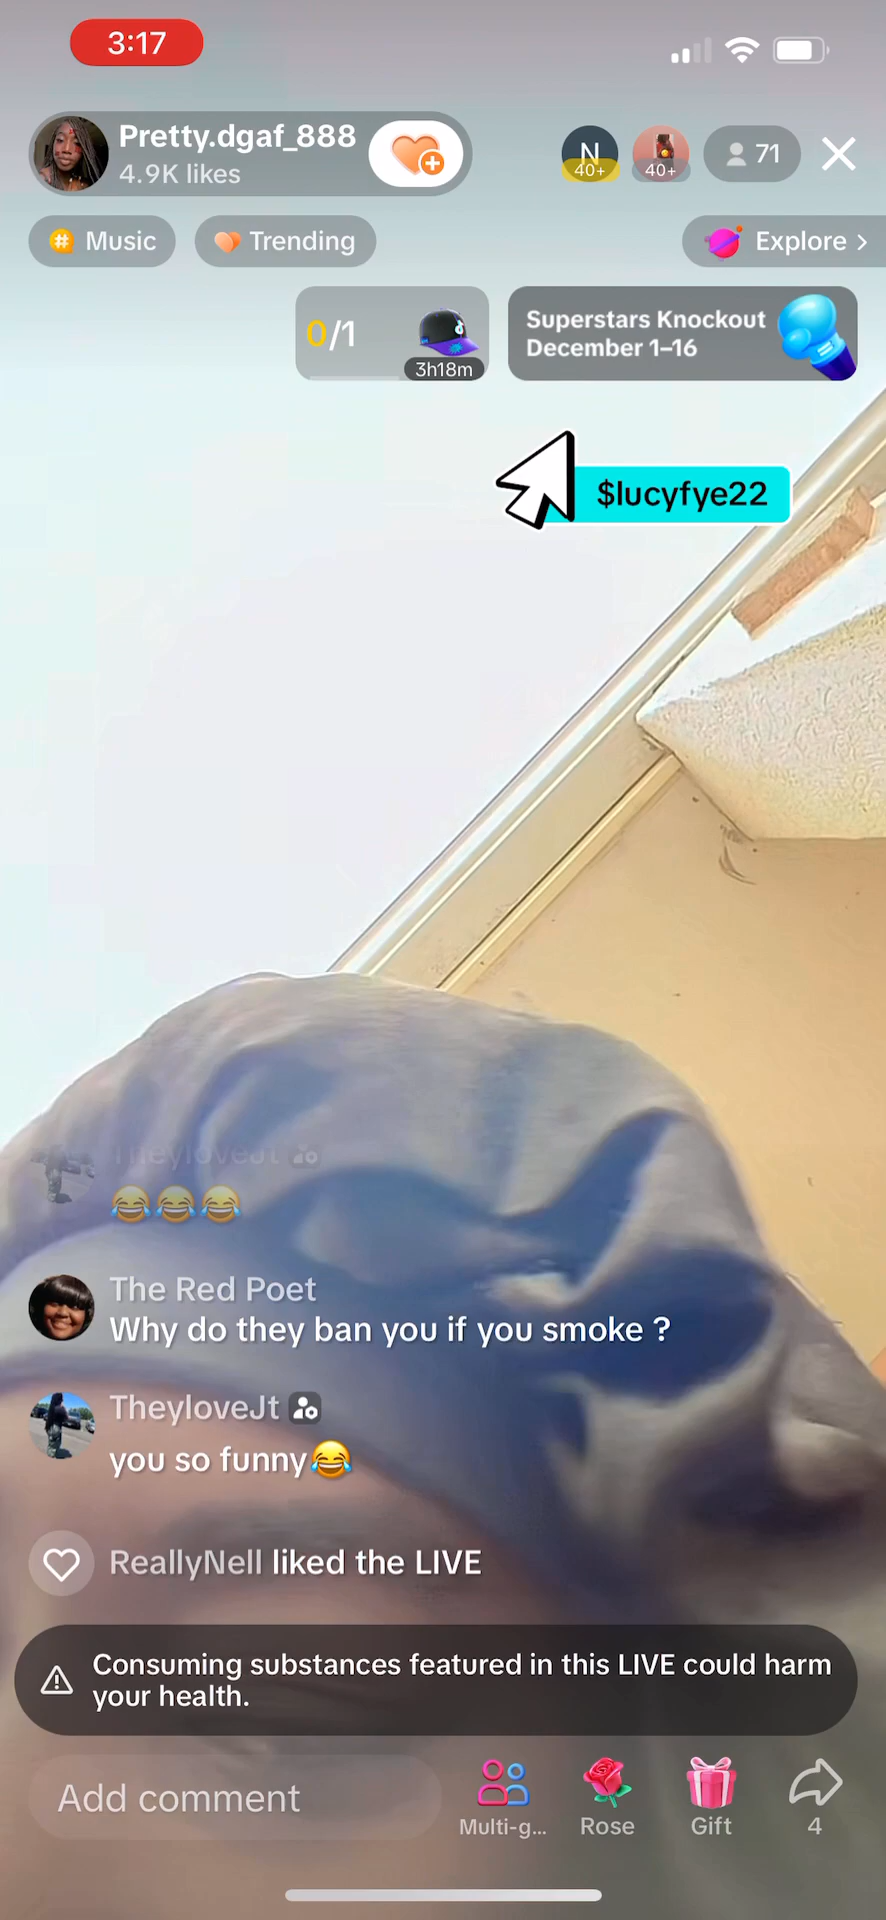 3:17
Pretty.dgaf_888
4.9K likes
N
40+
40+
71
Music
Trending
Explore >
0/1
3h18m
Superstars Knockout
December 1–16
$lucyfye22
TheyloveJt
😂😂😂
The Red Poet
Why do they ban you if you smoke ?
TheyloveJt
you so funny😂
ReallyNell liked the LIVE
Consuming substances featured in this LIVE could harm
your health.
Add comment
Multi-g...
Rose
Gift
4